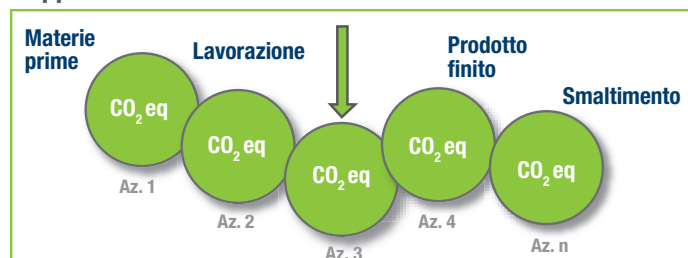 Materie
prime
Lavorazione
Prodotto
finito
Smaltimento
CO2 eq
CO2 eq
CO2 eq
CO2 eq
CO2 eq
Az. 1
Az. 2
Az. 3
Az. 4
Az. n